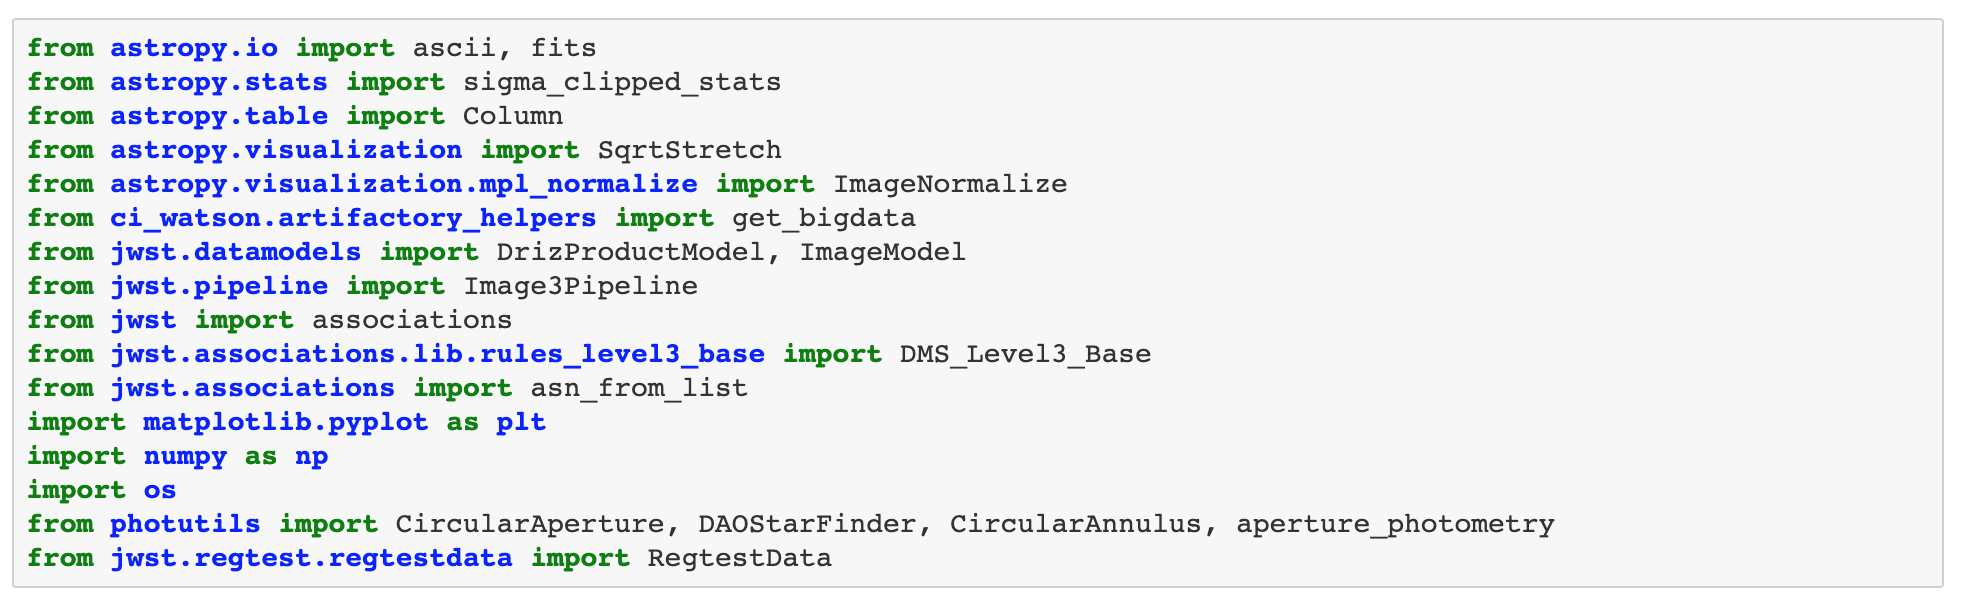 from astropy.io import ascii, fits
from astropy.stats import sigma_clipped_stats
from astropy.table import Column
from astropy.visualization import SqrtStretch
from astropy.visualization.mpl_normalize import ImageNormalize
from ci_watson.artifactory_helpers import get_bigdata
from jwst.datamodels import DrizProductModel, ImageModel
from jwst.pipeline import Image3Pipeline
from jwst import associations
from jwst.associations.lib.rules_level3_base import DMS_Level3_Base
from jwst.associations import asn_from_list
import matplotlib.pyplot as plt
import numpy as np
import os
from photutils import CircularAperture, DAOStarFinder, CircularAnnulus, aperture_photometry
from jwst.regtest.regtestdata import RegtestData